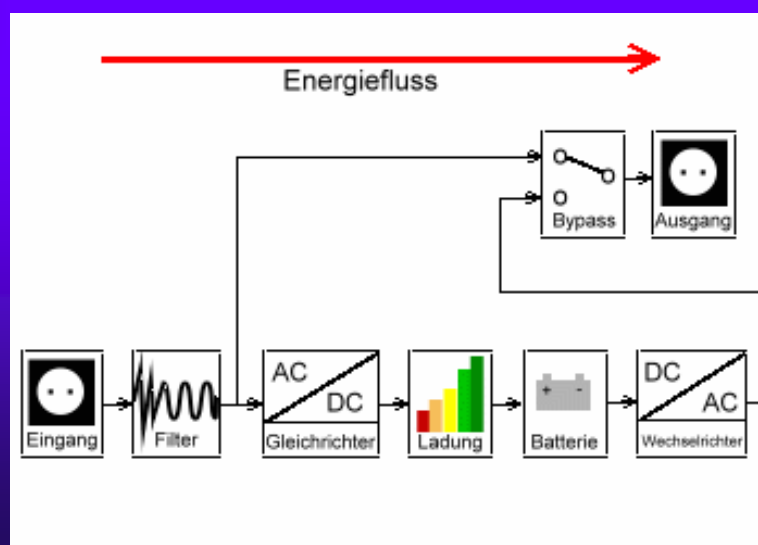 Energiefluss
Bypass
Ausgang
AC
DC
DC
AC
+ -
Eingang
Filter
Gleichrichter
Ladung
Batterie
Wechselrichter